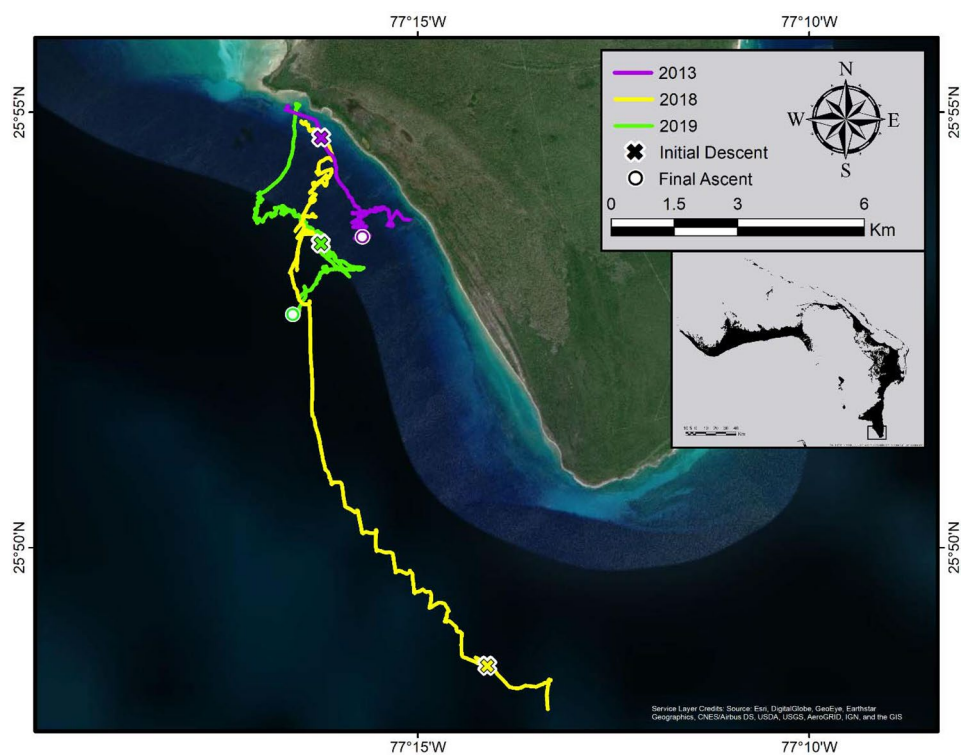 77°15'W 77°10'W
25°55'N 25°55'N
2013
2018
2019
Initial Descent
Final Ascent
N
W E
S
0 1.5 3 6
Km
25°50'N 25°50'N
Service Layer Credits: Source: Esri, DigitalGlobe, GeoEye, Earthstar
Geographics, CNES/Airbus DS, USDA, USGS, AeroGRID, IGN, and the GIS
77°15'W 77°10'W